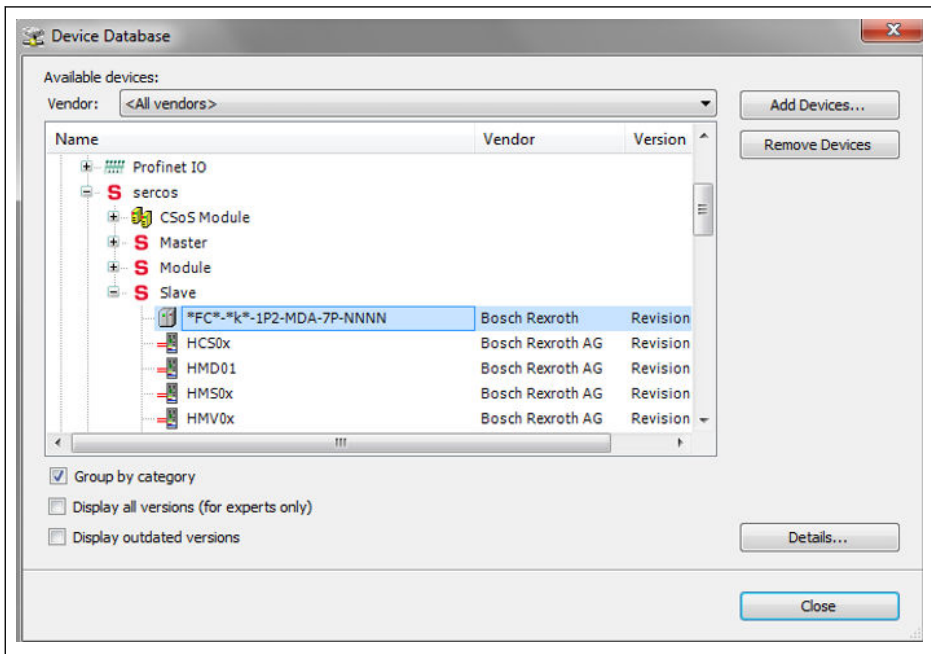 Device Database
Available devices:
Vendor: <All vendors>
Add Devices...
Name Vendor Version
Remove Devices
Profinet IO
S sercos
CSoS Module
S Master
S Module
S Slave
*FC*-*k*-1P2-MDA-7P-NNNN Bosch Rexroth Revision
HCS0x Bosch Rexroth AG Revision
HMD01 Bosch Rexroth AG Revision
HMS0x Bosch Rexroth AG Revision
HMV0x Bosch Rexroth AG Revision
Group by category
Display all versions (for experts only)
Display outdated versions
Details...
Close